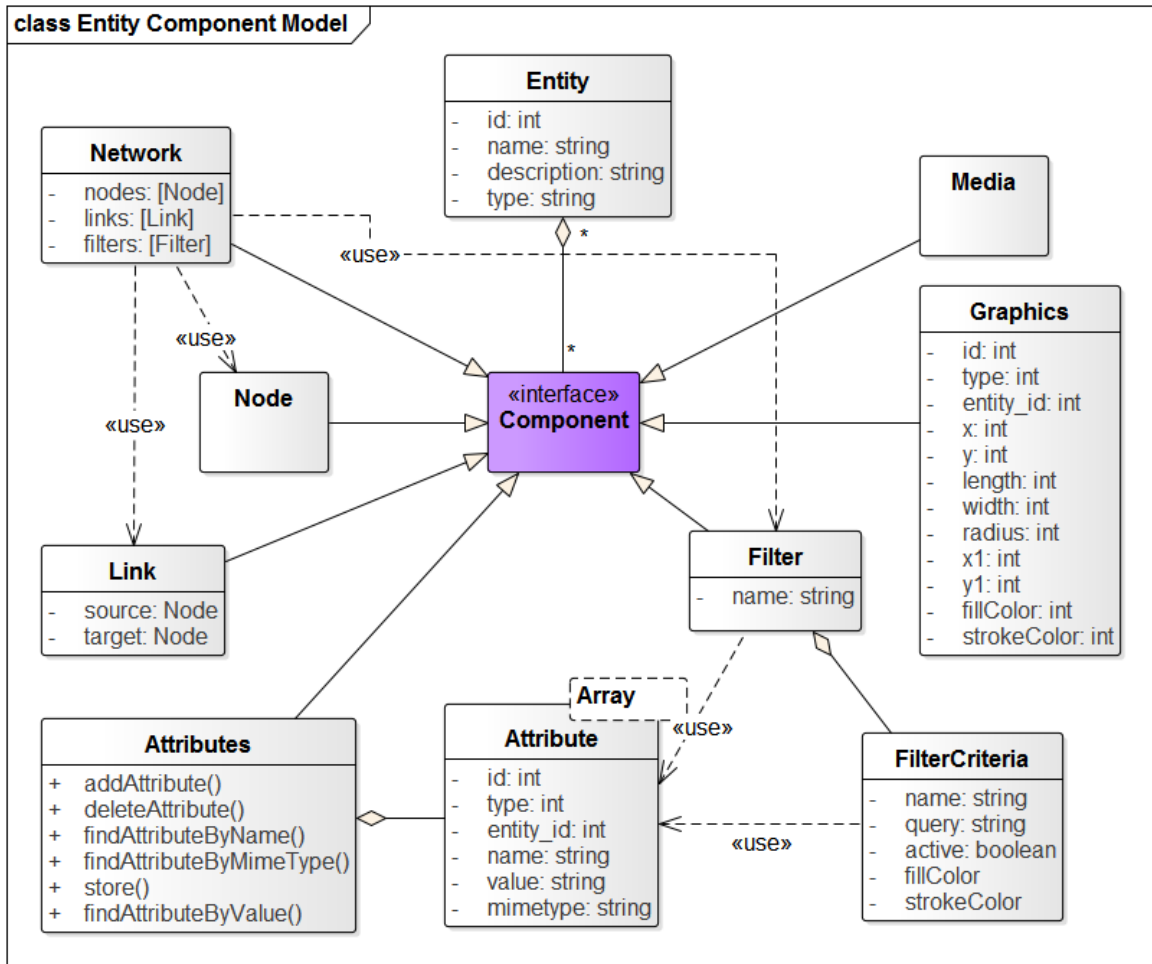 class Entity Component Model
Entity
- id: int
- name: string
- description: string
- type: string
*
*
Network
- nodes: [Node]
- links: [Link]
- filters: [Filter]
«use»
«use»
«use»
Media
Graphics
- id: int
- type: int
- entity_id: int
- x: int
- y: int
- length: int
- width: int
- radius: int
- x1: int
- y1: int
- fillColor: int
- strokeColor: int
Node
«interface»
Component
Link
- source: Node
- target: Node
Filter
- name: string
Attributes
+ addAttribute()
+ deleteAttribute()
+ findAttributeByName()
+ findAttributeByMimeType()
+ store()
+ findAttributeByValue()
Array
Attribute
- id: int
- type: int
- entity_id: int
- name: string
- value: string
- mimetype: string
«use»
«use»
FilterCriteria
- name: string
- query: string
- active: boolean
- fillColor
- strokeColor